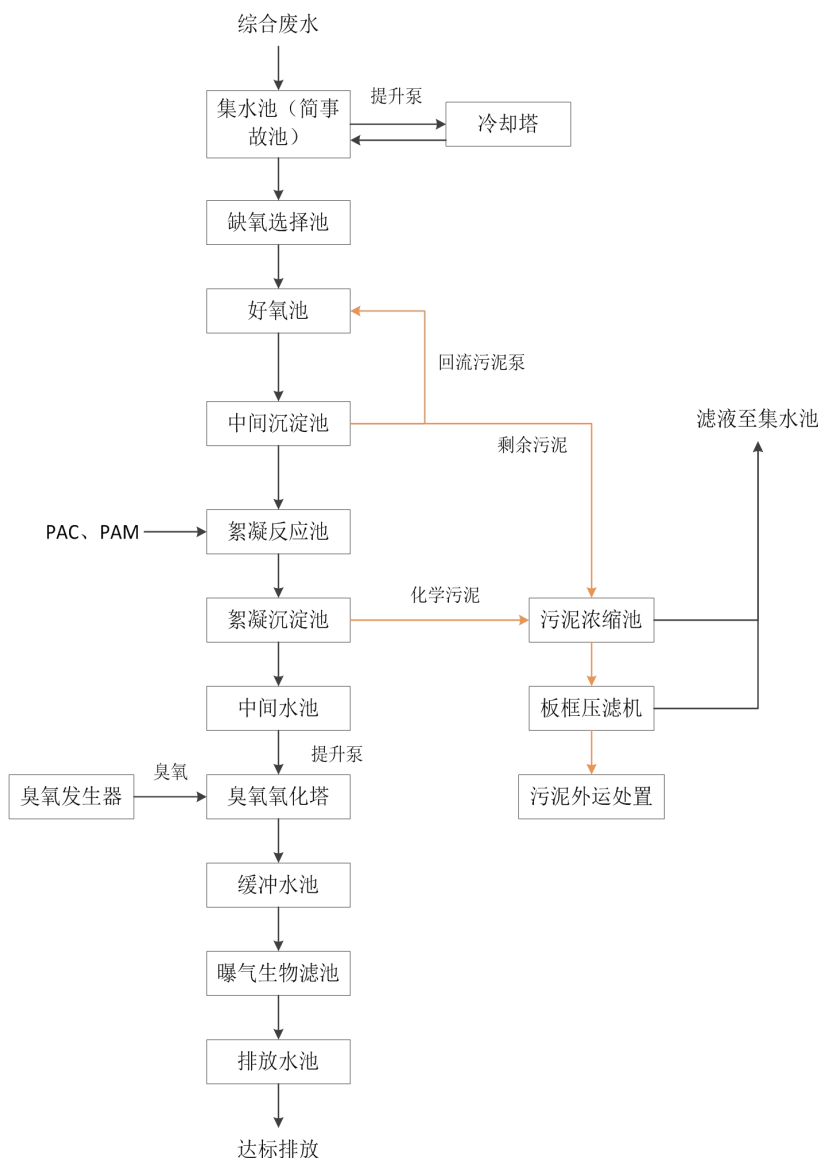 综合废水
集水池（简事
故池）
提升泵
冷却塔
缺氧选择池
好氧池
回流污泥泵
中间沉淀池
剩余污泥
滤液至集水池
PAC、PAM
絮凝反应池
絮凝沉淀池
化学污泥
污泥浓缩池
中间水池
板框压滤机
提升泵
臭氧发生器
臭氧
臭氧氧化塔
污泥外运处置
缓冲水池
曝气生物滤池
排放水池
达标排放